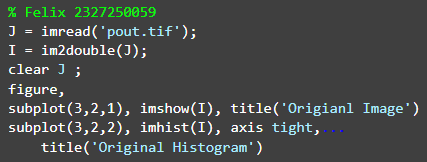 % Felix 2327250059
J = imread('pout.tif');
I = im2double(J);
clear J ;
figure,
subplot(3,2,1), imshow(I), title('Origianl Image')
subplot(3,2,2), imhist(I), axis tight,...
title('Original Histogram')